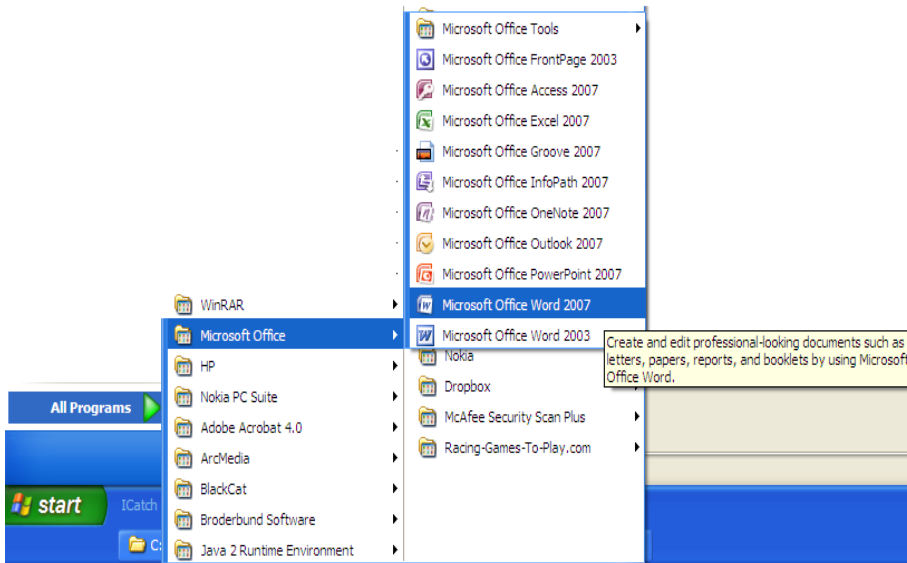 Microsoft Office Tools
Microsoft Office FrontPage 2003
Microsoft Office Access 2007
Microsoft Office Excel 2007
Microsoft Office Groove 2007
Microsoft Office InfoPath 2007
Microsoft Office OneNote 2007
Microsoft Office Outlook 2007
Microsoft Office PowerPoint 2007
Microsoft Office Word 2007
Microsoft Office Word 2003
Create and edit professional-looking documents such as
letters, papers, reports, and booklets by using Microsoft
Office Word.
WinRAR
Microsoft Office
HP
Nokia PC Suite
Adobe Acrobat 4.0
ArcMedia
BlackCat
Broderbund Software
Java 2 Runtime Environment
Nokia
Dropbox
McAfee Security Scan Plus
Racing-Games-To-Play.com
All Programs
start
ICatch
C: